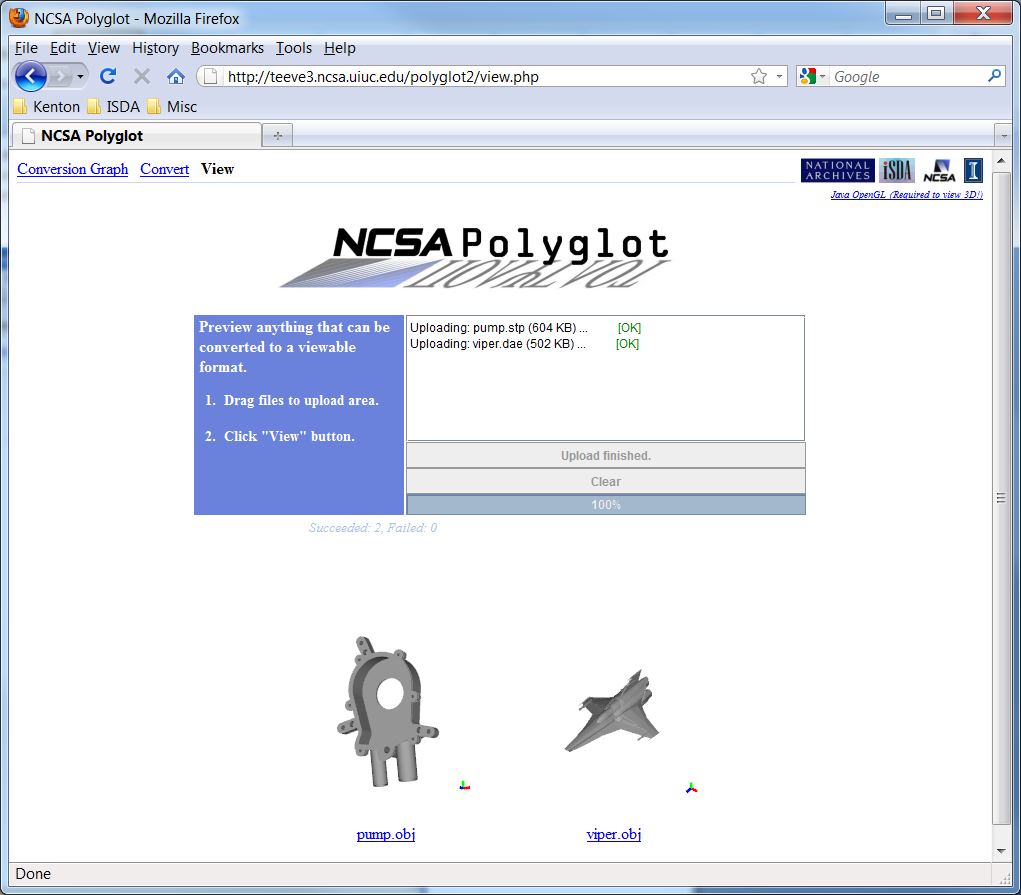 NCSA Polyglot - Mozilla Firefox
File Edit View History Bookmarks Tools Help
http://teeve3.ncsa.uiuc.edu/polyglot2/view.php
Google
Kenton ISDA Misc
NCSA Polyglot
Conversion Graph Convert View
NATIONAL ARCHIVES iSDA NCSA I
Java OpenGL (Required to view 3D!)
NCSA Polyglot
Preview anything that can be
converted to a viewable
format.
1. Drag files to upload area.
2. Click "View" button.
Uploading: pump.stp (604 KB) ... [OK]
Uploading: viper.dae (502 KB) ... [OK]
Upload finished.
Clear
100%
Succeeded: 2, Failed: 0
pump.obj viper.obj
Done